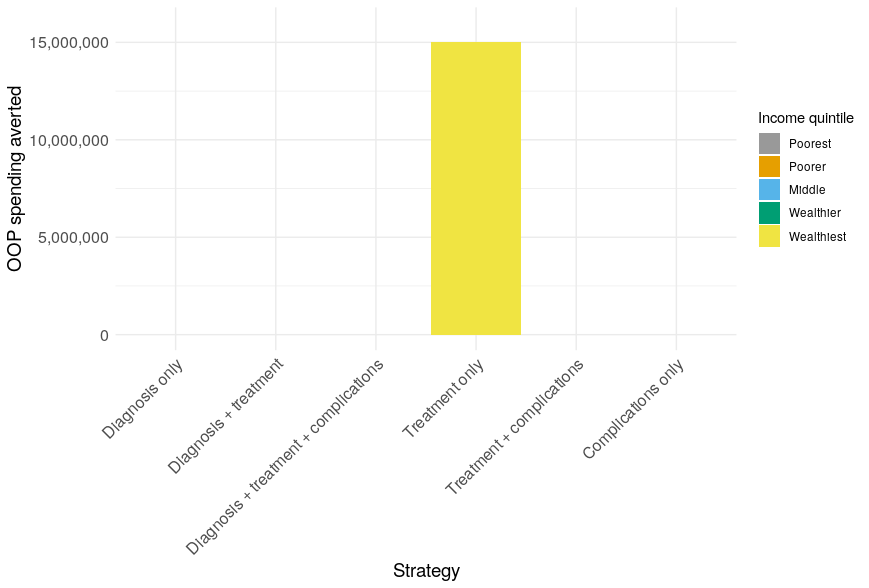 OOP spending averted
15,000,000
10,000,000
5,000,000
0
Diagnosis only
Diagnosis + treatment
Diagnosis + treatment + complications
Treatment only
Treatment + complications
Complications only
Strategy
Income quintile
Poorest
Poorer
Middle
Wealthier
Wealthiest